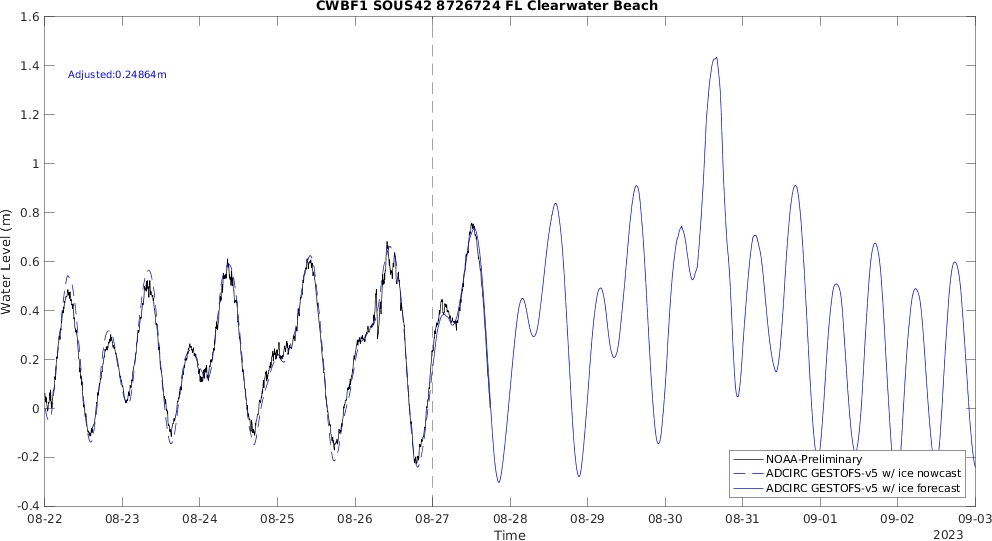 CWBF1 SOUS42 8726724 FL Clearwater Beach
1.6
1.4
1.2
1
0.8
0.6
0.4
0.2
0
-0.2
-0.4
Water Level (m)
Adjusted:0.24864m
NOAA-Preliminary
ADCIRC GESTOFS-v5 w/ ice nowcast
ADCIRC GESTOFS-v5 w/ ice forecast
08-22 08-23 08-24 08-25 08-26 08-27 08-28 08-29 08-30 08-31 09-01 09-02 09-03
Time
2023